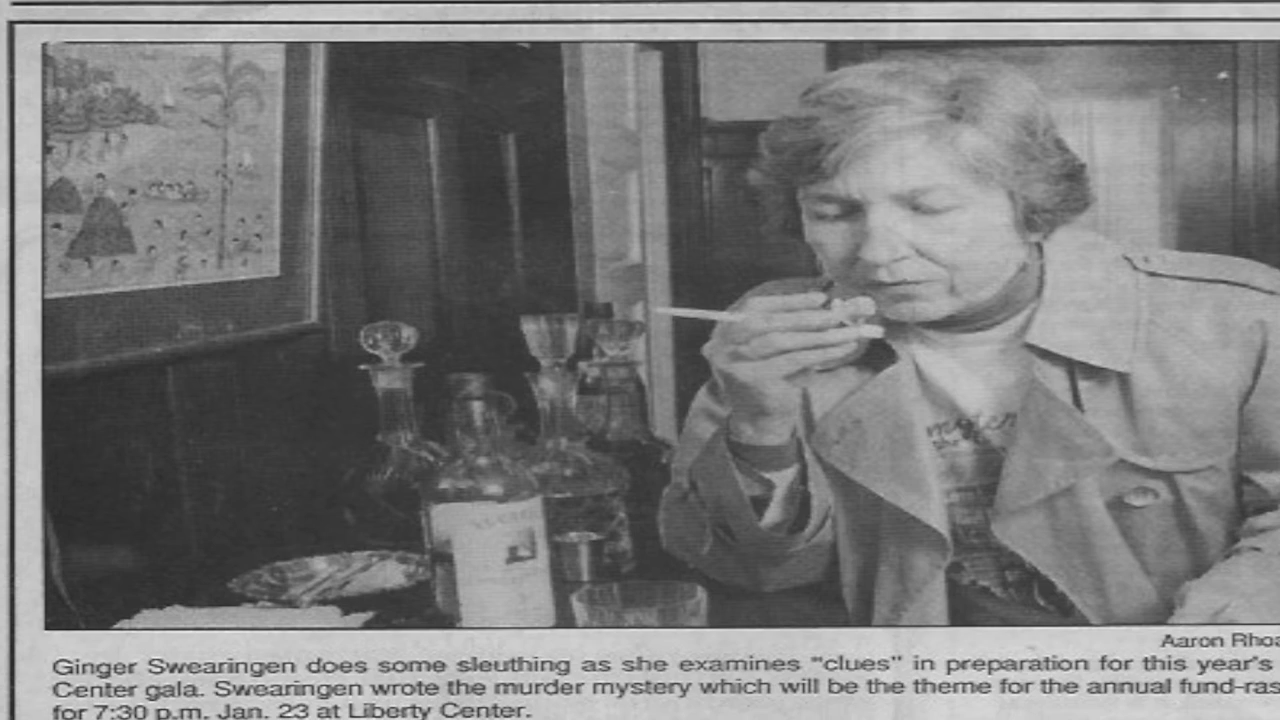 Aaron Rhoa
Ginger Swearingen does some sleuthing as she examines "clues" in preparation for this year's
Center gala. Swearingen wrote the murder mystery which will be the theme for the annual fund-ras
for 7:30 p.m. Jan. 23 at Liberty Center.